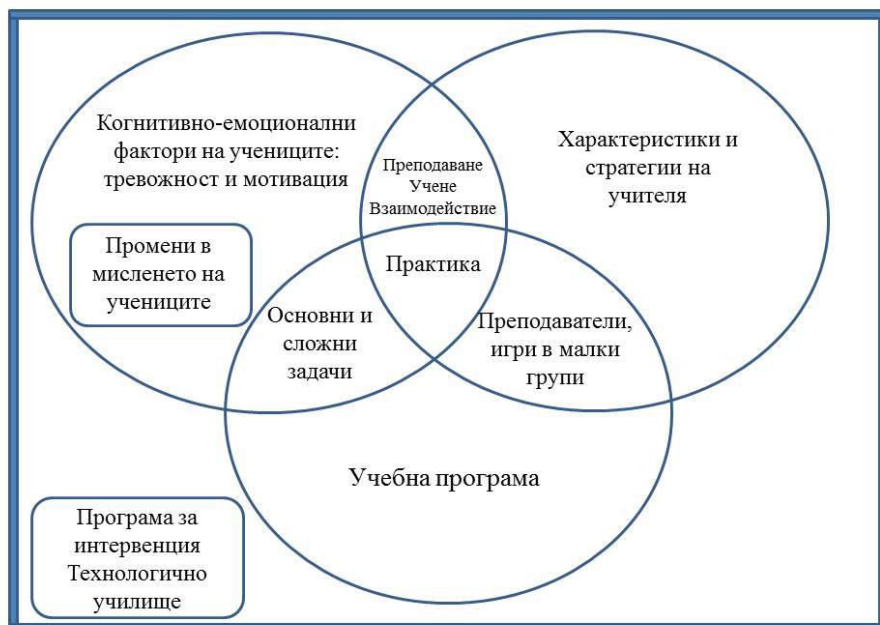 Когнитивно-емоционални
фактори на учениците:
тревожност и мотивация
Преподаване
Учене
Взаимодействие
Характеристики и
стратегии на
учителя
Промени в
мисленето на
учениците
Практика
Основни и
сложни
задачи
Преподаватели,
игри в малки
групи
Учебна програма
Програма за
интервенция
Технологично
училище